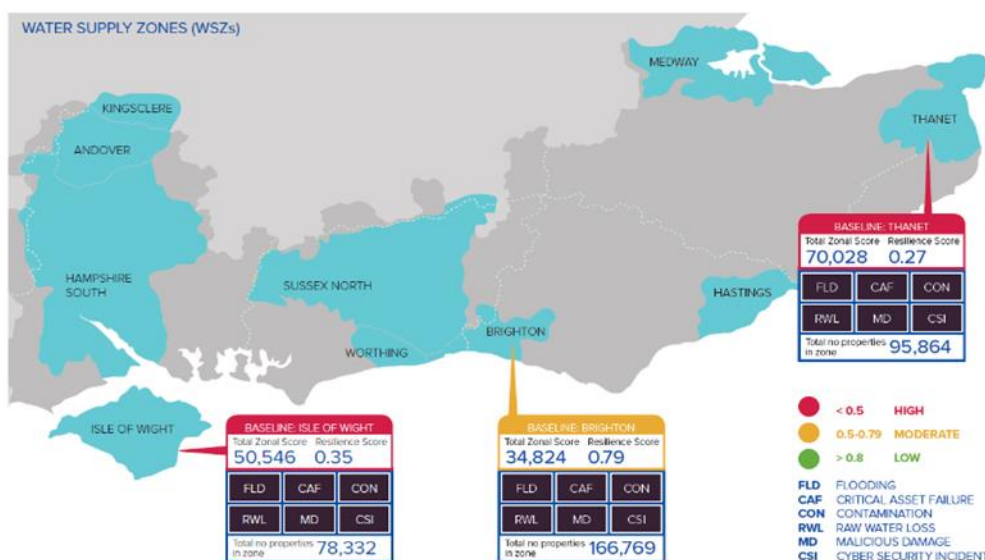 WATER SUPPLY ZONES (WSZs)
MEDWAY
KINGSCLERE
THANET
ANDOVER
BASELINE: THANET
Total Zonal Score Resilience Score
70,028 0.27
FLD CAF CON
RWL MD CSI
Total no properties
in zone
95,864
HAMPSHIRE
SOUTH
SUSSEX NORTH
HASTINGS
BRIGHTON
WORTHING
ISLE OF WIGHT
BASELINE: ISLE OF WIGHT
Total Zonal Score Resilience Score
50,546 0.35
FLD CAF CON
RWL MD CSI
Total no properties
in zone
78,332
BASELINE: BRIGHTON
Total Zonal Score Resilience Score
34,824 0.79
FLD CAF CON
RWL MD CSI
Total no properties
in zone
166,769
< 0.5 HIGH
0.5-0.79 MODERATE
> 0.8 LOW
FLD FLOODING
CAF CRITICAL ASSET FAILURE
CON CONTAMINATION
RWL RAW WATER LOSS
MD MALICIOUS DAMAGE
CSI CYBER SECURITY INCIDENT